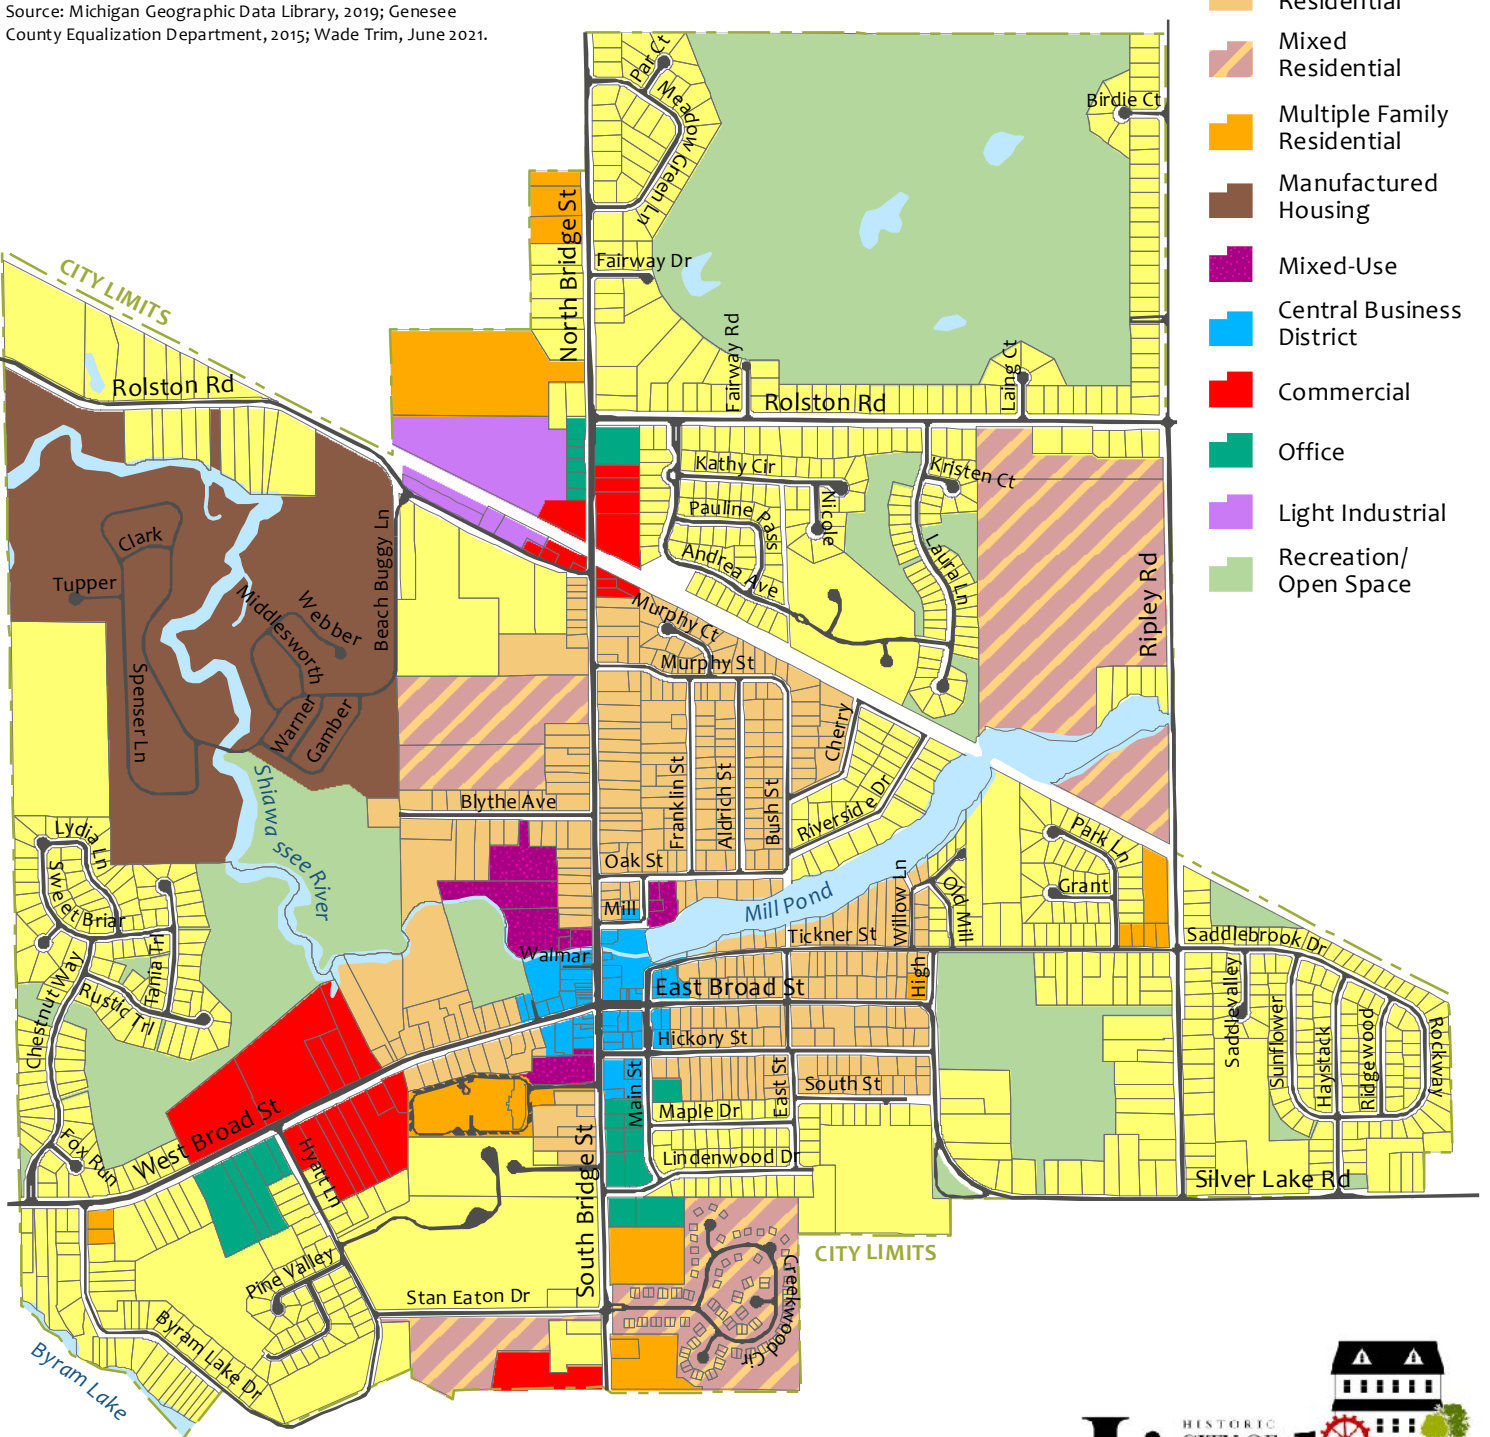 Source: Michigan Geographic Data Library, 2019; Genesee
County Equalization Department, 2015; Wade Trim, June 2021.
Residential
Mixed
Residential
Multiple Family
Residential
Manufactured
Housing
Mixed-Use
Central Business
District
Commercial
Office
Light Industrial
Recreation/
Open Space
Par Ct
Meadow Green Ln
Birdie Ct
North Bridge St
Fairway Dr
CITY LIMITS
Fairway Rd
Laing Ct
Rolston Rd
Rolston Rd
Kathy Cir
Kristen Ct
Nicole
Pauline Pass
Andrea Ave
Laura Ln
Ripley Rd
Clark
Tupper
Beach Buggy Ln
Middlesworth
Webber
Spenser Ln
Warner
Gamber
Murphy Ct
Murphy St
Cherry
Franklin St
Aldrich St
Bush St
Riverside Dr
Shiawassee River
Blythe Ave
Oak St
Lydia Ln
Sweet Briar
Park Ln
Grant
Willow Ln
Old Mill
Mill
Mill Pond
Tickner St
Walmar
Saddlebrook Dr
Tania Trl
Chestnut Way
Rustic Trl
High
East Broad St
Saddlevalley
Sunflower
Haystack
Ridgewood
Rockway
Hickory St
Main St
East St
South St
Maple Dr
West Broad St
Hyatt Ln
Fox Run
Lindenwood Dr
Silver Lake Rd
South Bridge St
CITY LIMITS
Pine Valley
Stan Eaton Dr
Creekwood Cir
Byram Lake Dr
Byram Lake
HISTORIC